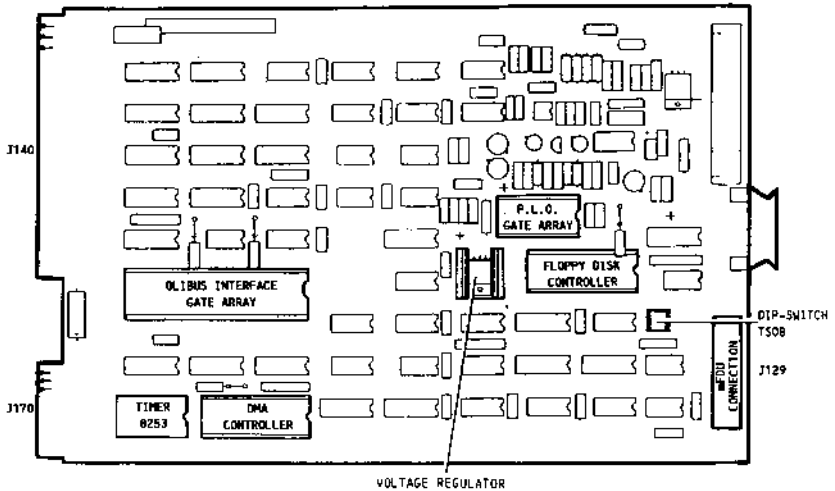 J140
P.L.O.
GATE ARRAY
OLIBUS INTERFACE
GATE ARRAY
FLOPPY DISK
CONTROLLER
DIP-SWITCH
TSOB
mFDU
CONNECTION
J129
J170
TIMER
8253
DMA
CONTROLLER
VOLTAGE REGULATOR